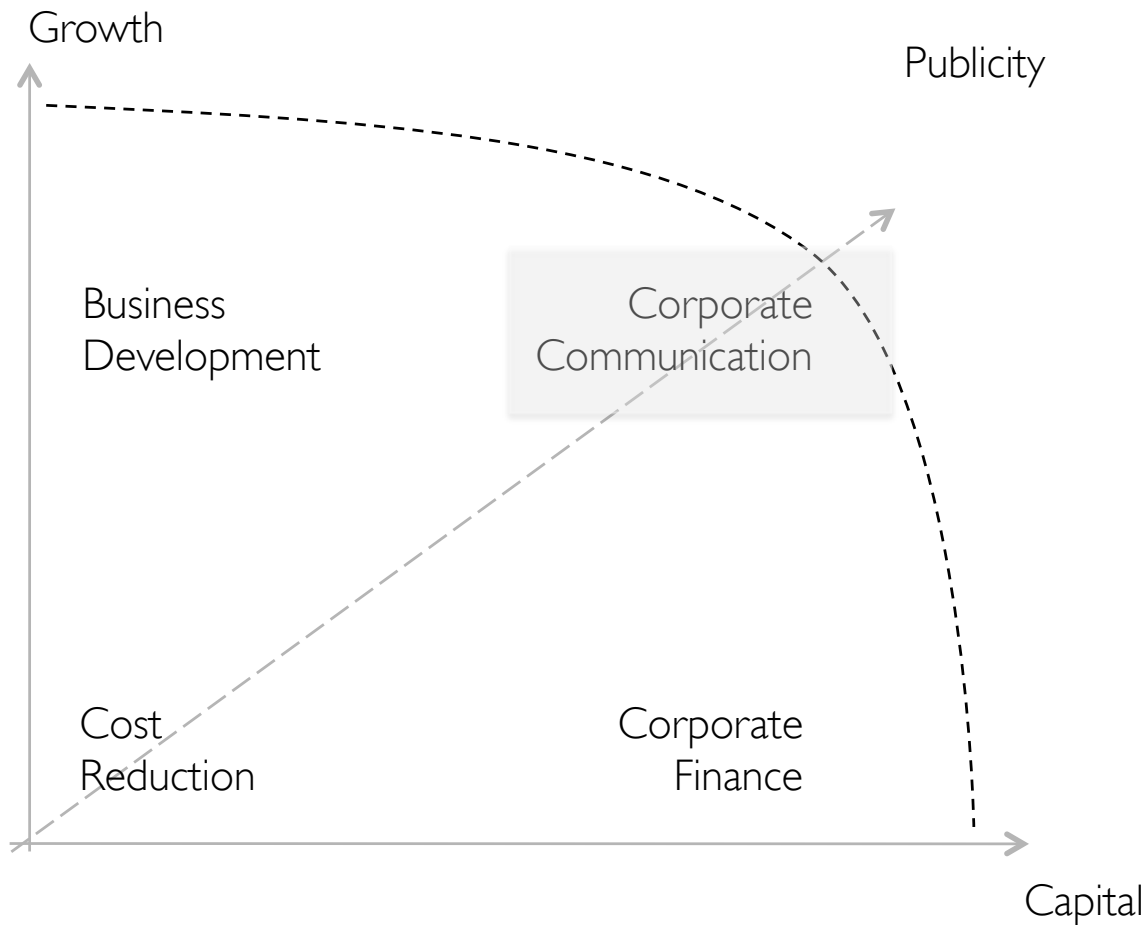 Growth
Publicity
Business
Development
Corporate
Communication
Cost
Reduction
Corporate
Finance
Capital